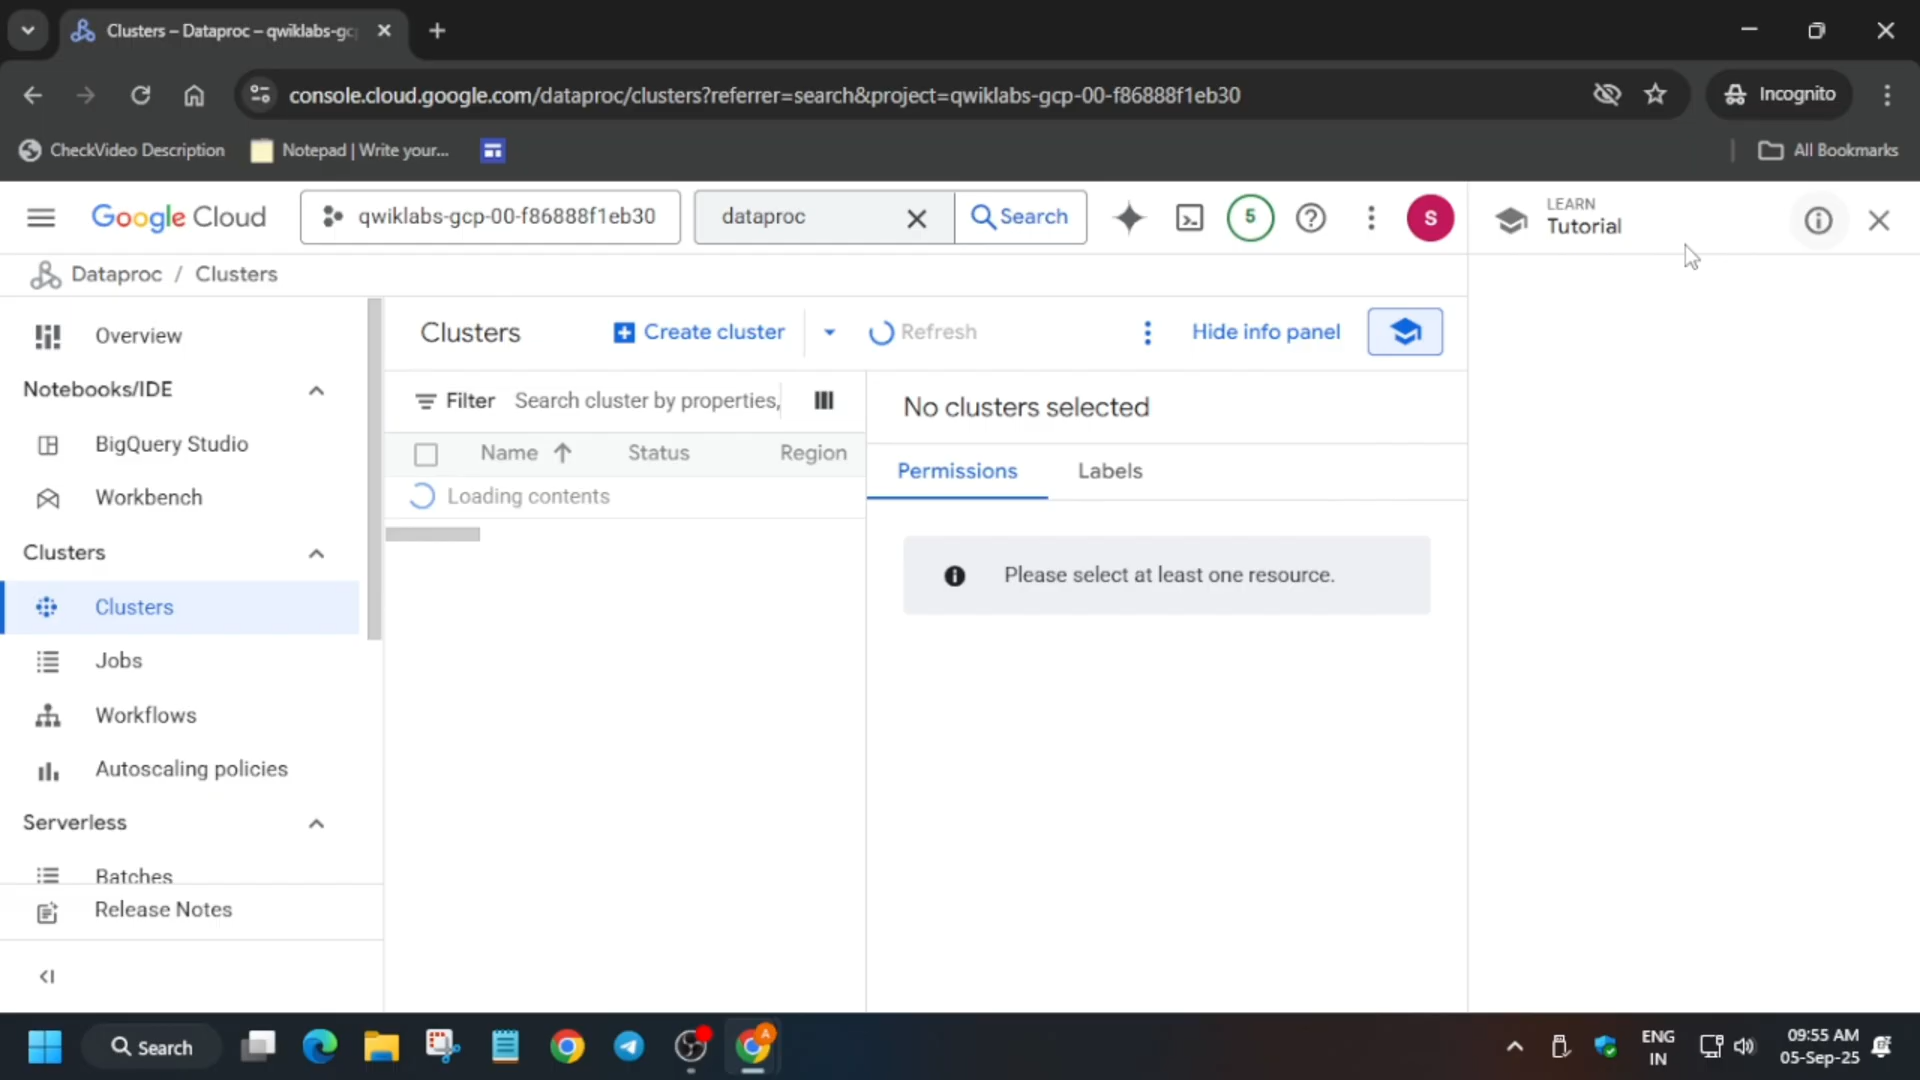 Clusters – Dataproc – qwiklabs-gc
console.cloud.google.com/dataproc/clusters?referrer=search&project=qwiklabs-gcp-00-f86888f1eb30
Incognito
CheckVideo Description
Notepad | Write your...
All Bookmarks
Google Cloud
qwiklabs-gcp-00-f86888f1eb30
dataproc
Search
5
S
LEARN
Tutorial
Dataproc / Clusters
Overview
Notebooks/IDE
BigQuery Studio
Workbench
Clusters
Clusters
Jobs
Workflows
Autoscaling policies
Serverless
Batches
Release Notes
Clusters
Create cluster
Refresh
Hide info panel
Filter
Search cluster by properties,
Name
Status
Region
Loading contents
No clusters selected
Permissions
Labels
Please select at least one resource.
Search
A
ENG
IN
09:55 AM
05-Sep-25